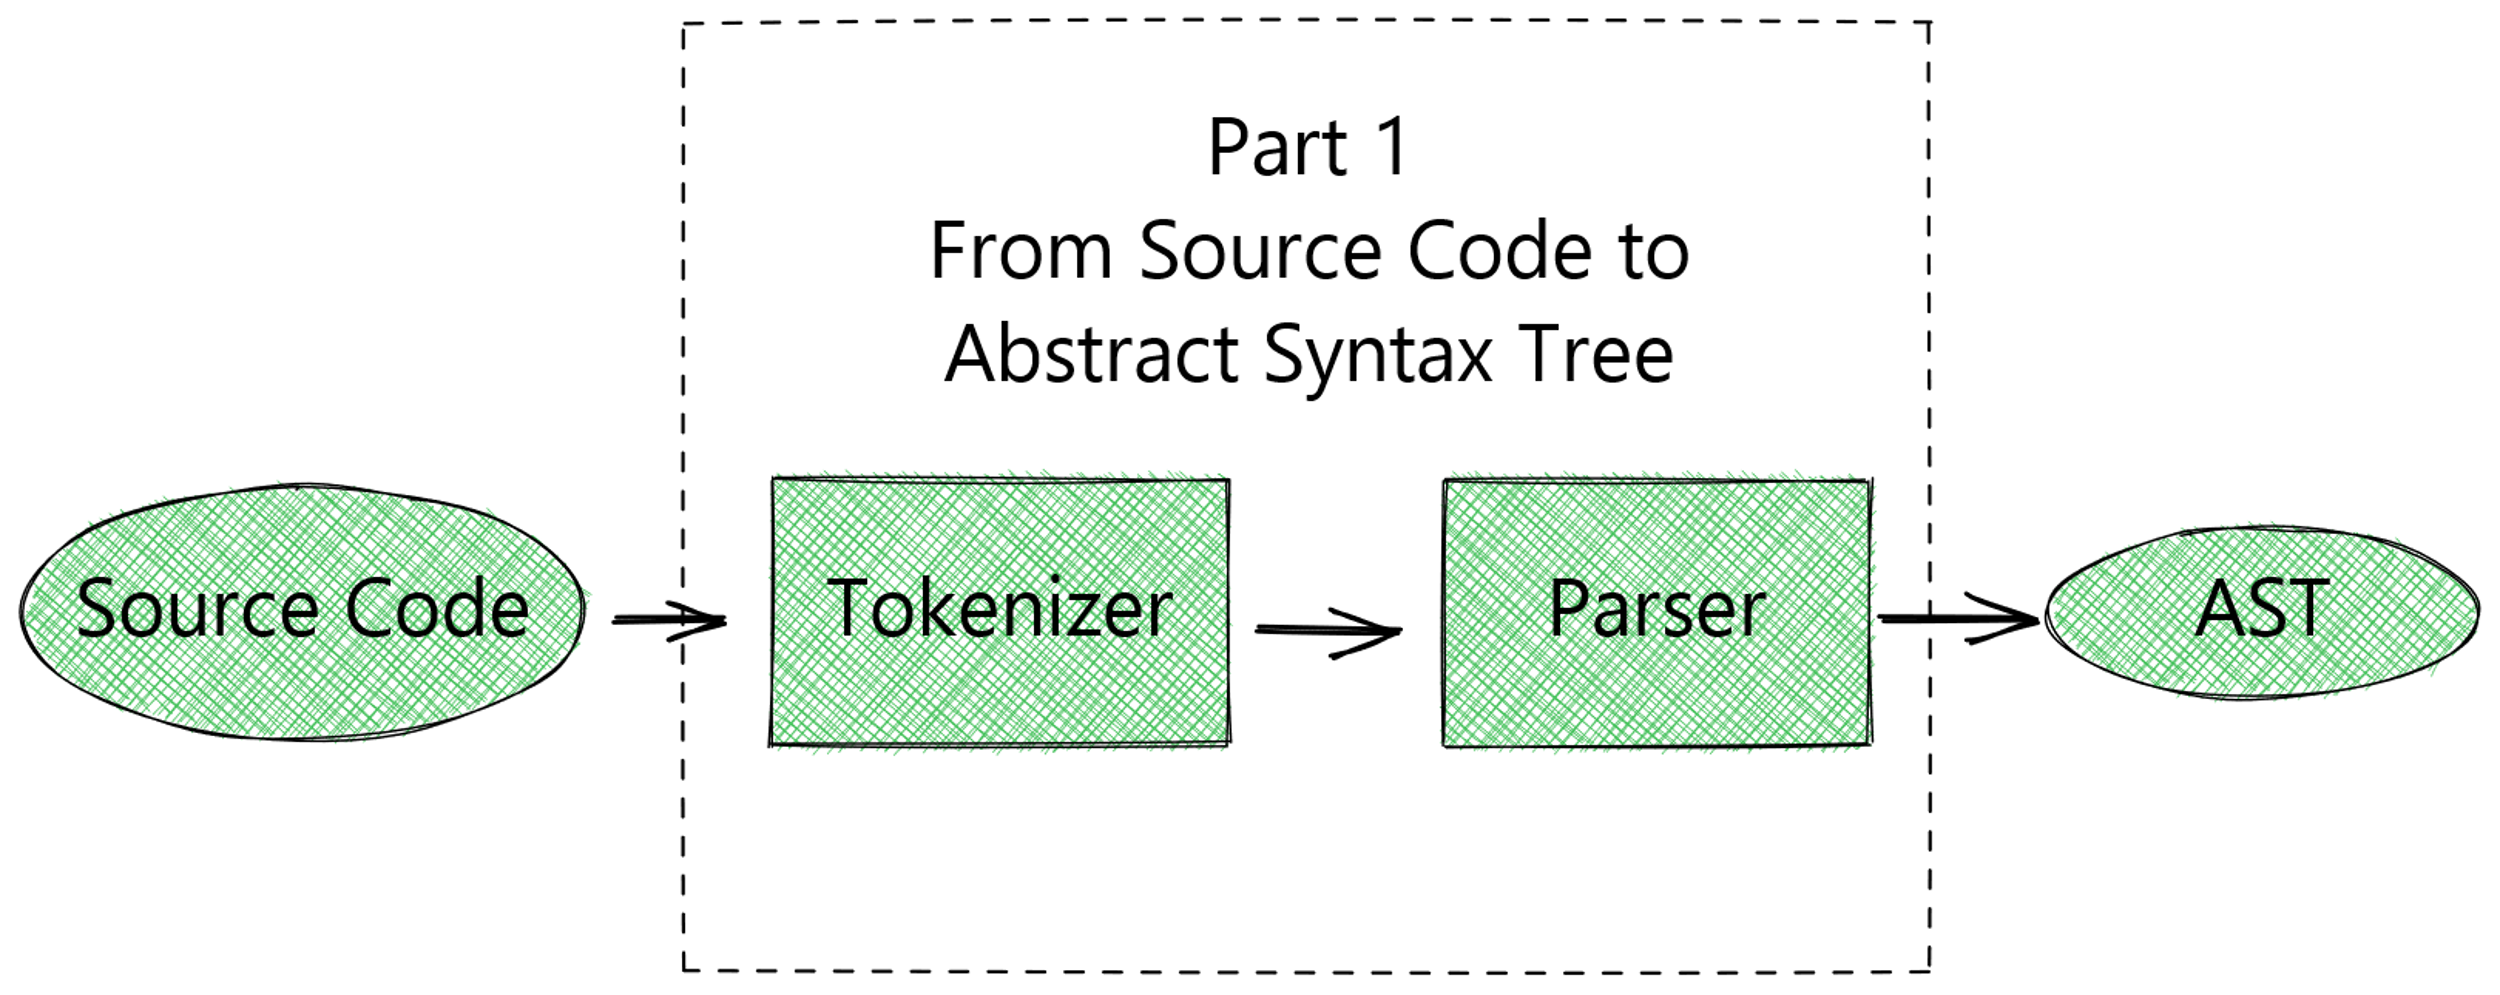 Part 1
From Source Code to
Abstract Syntax Tree
Source Code
Tokenizer
Parser
AST